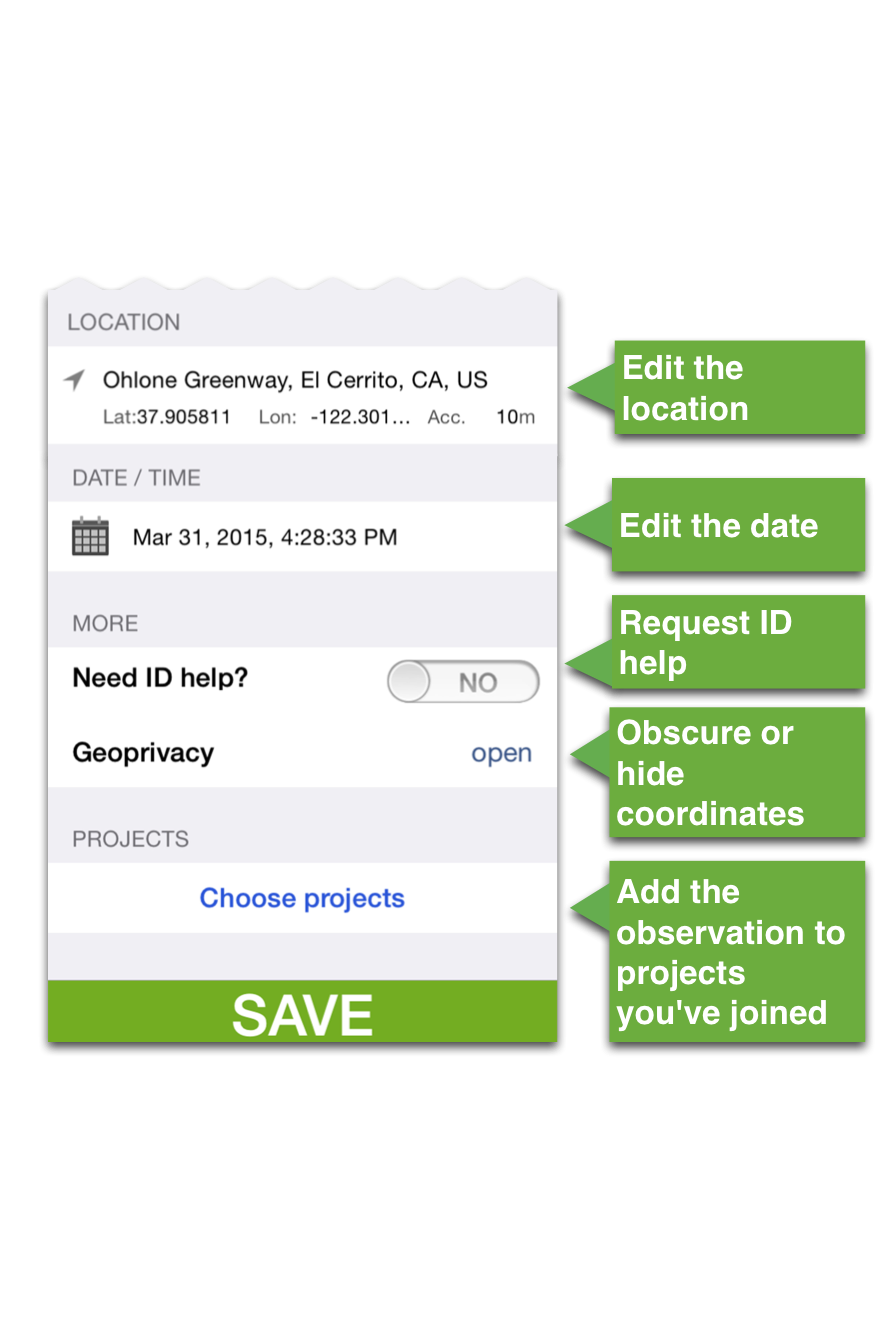 LOCATION
Ohlone Greenway, El Cerrito, CA, US
Lat:37.905811 Lon: -122.301... Acc. 10m
Edit the
location
DATE / TIME
Mar 31, 2015, 4:28:33 PM
Edit the date
MORE
Need ID help? NO
Request ID
help
Geoprivacy open
Obscure or
hide
coordinates
PROJECTS
Choose projects
Add the
observation to
projects
you've joined
SAVE